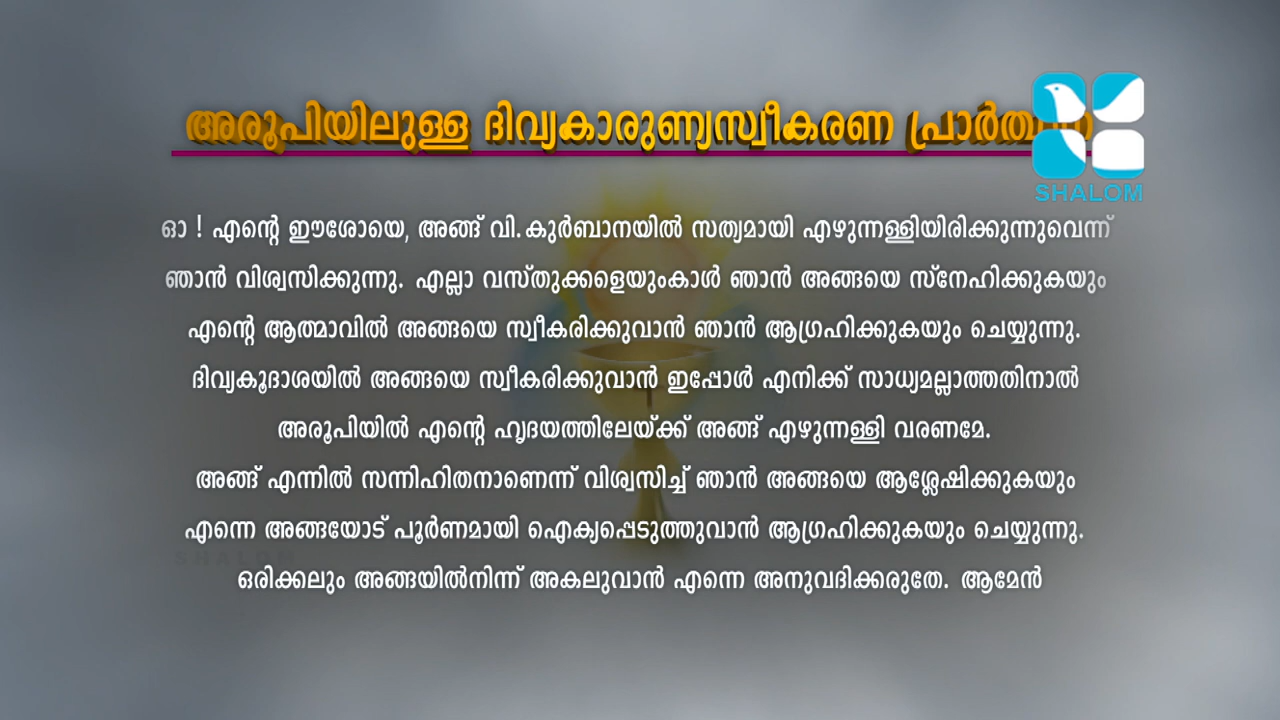 അരൂപിയിലുള്ള ദിവ്യകാരുണ്യസ്വീകരണ
SHALOM
ഓ ! എന്റെ ഈശോയെ, അങ്ങ് വി.കുർബാനയിൽ സത്യമായി എഴുന്നള്ളിയിരിക്കുന്നുവെന്ന്
ഞാൻ വിശ്വസിക്കുന്നു. എല്ലാ വസ്തുക്കളെയുംകാൾ ഞാൻ അങ്ങയെ സ്നേഹിക്കുകയും
എന്റെ ആത്മാവിൽ അങ്ങയെ സ്വീകരിക്കുവാൻ ഞാൻ ആഗ്രഹിക്കുകയും ചെയ്യുന്നു.
ദിവ്യകൂദാശയിൽ അങ്ങയെ സ്വീകരിക്കുവാൻ ഇപ്പോൾ എനിക്ക് സാധ്യമല്ലാത്തതിനാൽ
അരൂപിയിൽ എന്റെ ഹൃദയത്തിലേയ്ക്ക് അങ്ങ് എഴുന്നള്ളി വരണമേ.
അങ്ങ് എന്നിൽ സന്നിഹിതനാണെന്ന് വിശ്വസിച്ച് ഞാൻ അങ്ങയെ ആശ്ലേഷിക്കുകയും
എന്നെ അങ്ങയോട് പൂർണമായി ഐക്യപ്പെടുത്തുവാൻ ആഗ്രഹിക്കുകയും ചെയ്യുന്നു.
SHALOM
ഒരിക്കലും അങ്ങയിൽനിന്ന് അകലുവാൻ എന്നെ അനുവദിക്കരുതേ. ആമേൻ